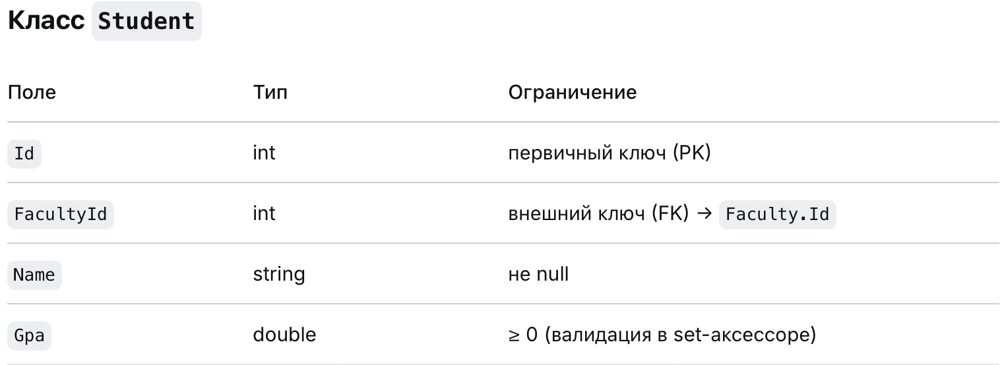 Класс Student
Поле Тип Ограничение
Id int первичный ключ (PK)
FacultyId int внешний ключ (FK) → Faculty.Id
Name string не null
Gpa double ≥ 0 (валидация в set-аксессоре)